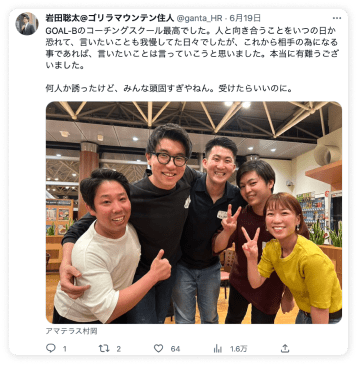 岩田聡太@ゴリラマウンテン住人 @ganta_HR · 6月19日
GOAL-Bのコーチングスクール最高でした。人と向き合うことをいつの日か
恐れて、言いたいことも我慢してた日々でしたが、これから相手の為になる
事であれば、言いたいことは言っていこうと思いました。本当に有難うござ
いました。
何人か誘ったけど、みんな頭固すぎやねん。受けたらいいのに。
アマテラス村岡
1 2 64 1.6万